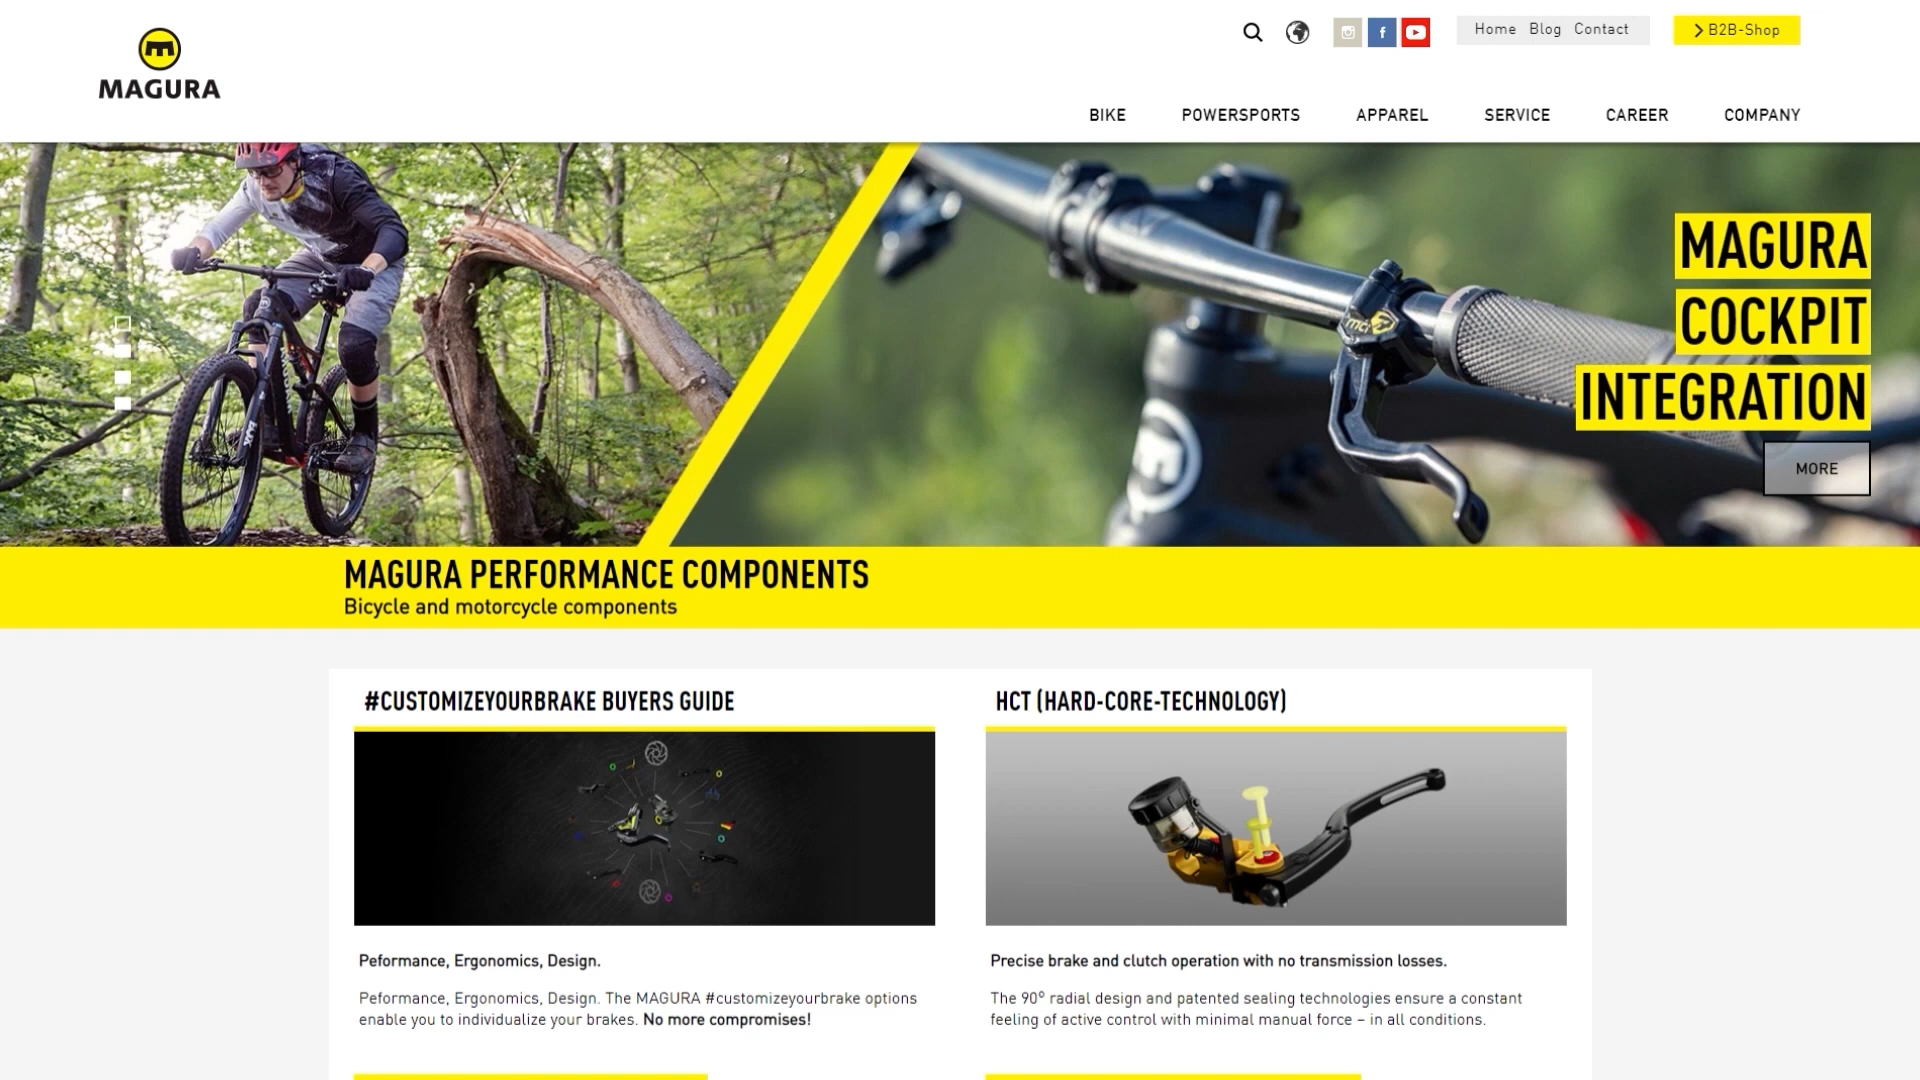 Home Blog Contact
B2B-Shop
MAGURA
BIKE POWERSPORTS APPAREL SERVICE CAREER COMPANY
MAGURA
COCKPIT
INTEGRATION
MORE
MAGURA PERFORMANCE COMPONENTS
Bicycle and motorcycle components
#CUSTOMIZEYOURBRAKE BUYERS GUIDE
HCT (HARD-CORE-TECHNOLOGY)
Peformance, Ergonomics, Design.
Peformance, Ergonomics, Design. The MAGURA #customizeyourbrake options
enable you to individualize your brakes. No more compromises!
Precise brake and clutch operation with no transmission losses.
The 90° radial design and patented sealing technologies ensure a constant
feeling of active control with minimal manual force – in all conditions.